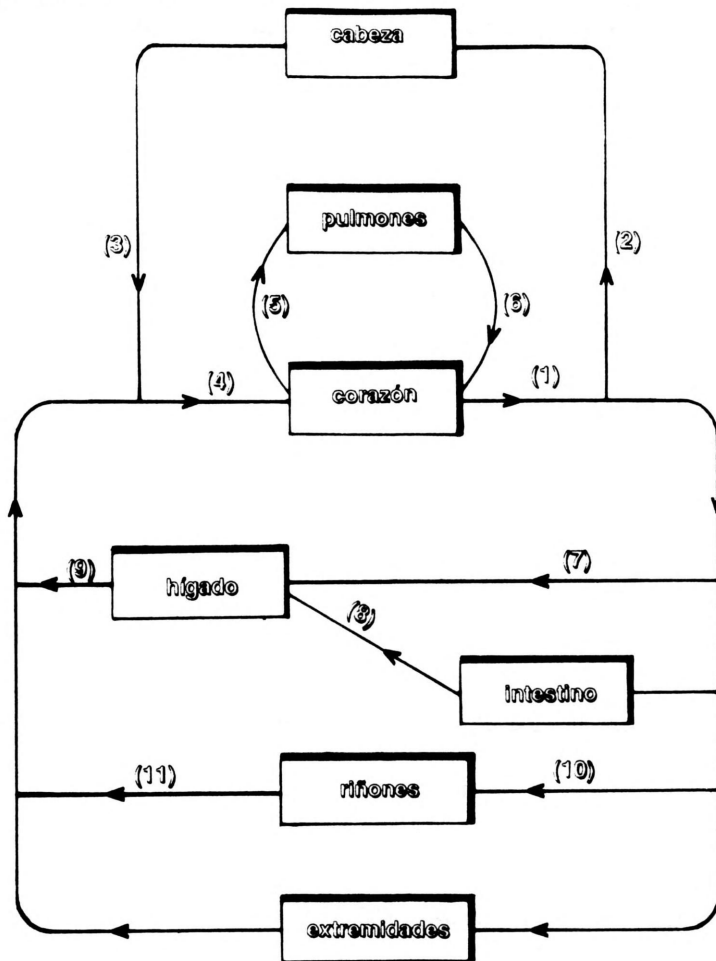 cabeza
pulmones
(3)
(2)
(5)
(6)
(4)
corazón
(1)
(9)
hígado
(7)
(8)
intestino
(11)
riñones
(10)
extremidades